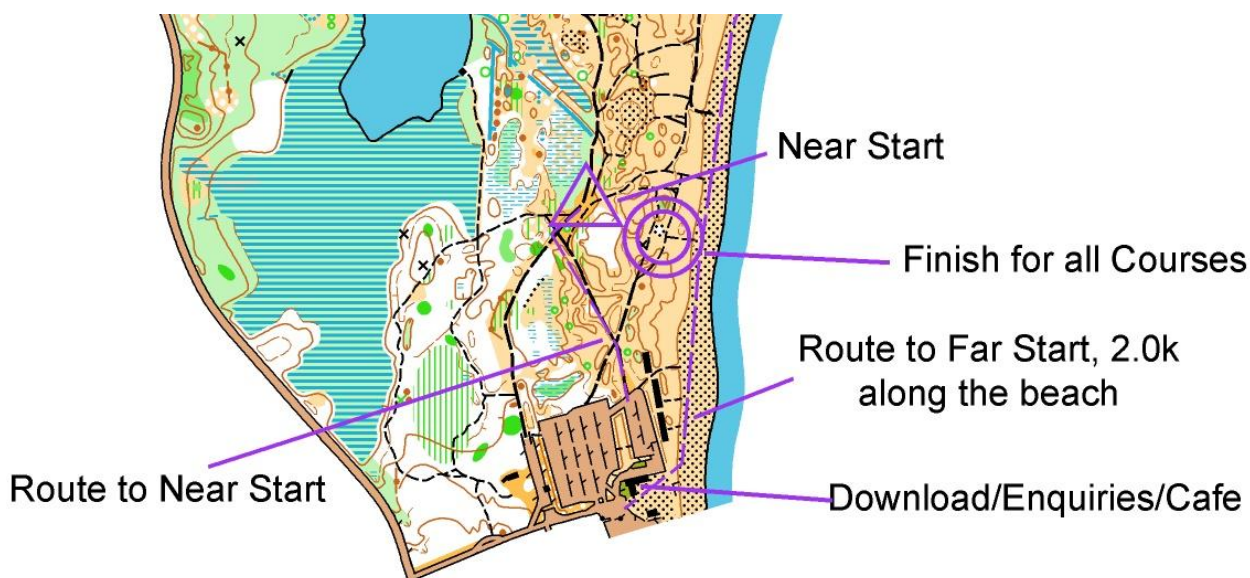 Near Start
Finish for all Courses
Route to Far Start, 2.0k
along the beach
Route to Near Start
Download/Enquiries/Cafe